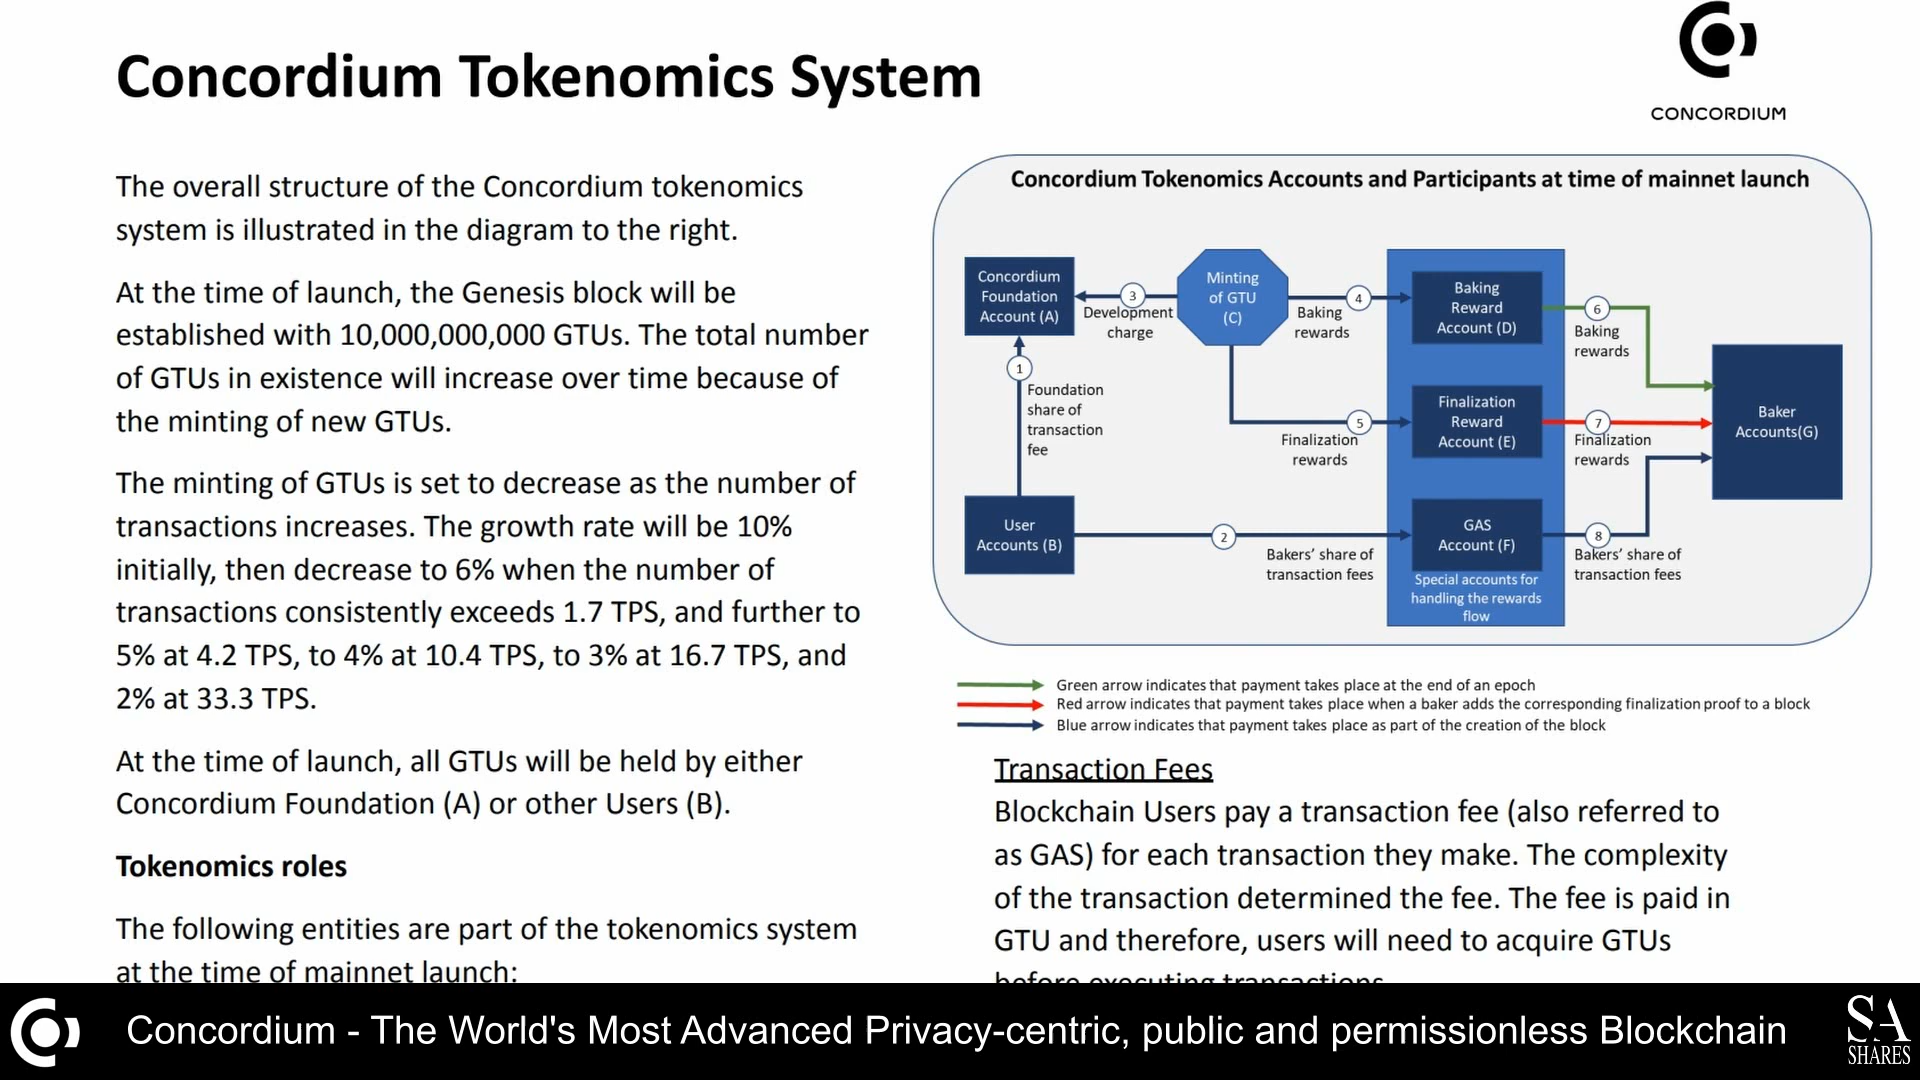 Concordium Tokenomics System
CONCORDIUM
The overall structure of the Concordium tokenomics
system is illustrated in the diagram to the right.
At the time of launch, the Genesis block will be
established with 10,000,000,000 GTUs. The total number
of GTUs in existence will increase over time because of
the minting of new GTUs.
The minting of GTUs is set to decrease as the number of
transactions increases. The growth rate will be 10%
initially, then decrease to 6% when the number of
transactions consistently exceeds 1.7 TPS, and further to
5% at 4.2 TPS, to 4% at 10.4 TPS, to 3% at 16.7 TPS, and
2% at 33.3 TPS.
At the time of launch, all GTUs will be held by either
Concordium Foundation (A) or other Users (B).
Tokenomics roles
The following entities are part of the tokenomics system
at the time of mainnet launch:
Concordium Tokenomics Accounts and Participants at time of mainnet launch
Concordium
Foundation
Account (A)
3
Development
charge
Minting
of GTU
(C)
4
Baking
rewards
Baking
Reward
Account (D)
6
Baking
rewards
1
Foundation
share of
transaction
fee
5
Finalization
rewards
Finalization
Reward
Account (E)
7
Finalization
rewards
Baker
Accounts(G)
User
Accounts (B)
2
Bakers’ share of
transaction fees
GAS
Account (F)
8
Bakers’ share of
transaction fees
Special accounts for
handling the rewards
flow
Green arrow indicates that payment takes place at the end of an epoch
Red arrow indicates that payment takes place when a baker adds the corresponding finalization proof to a block
Blue arrow indicates that payment takes place as part of the creation of the block
Transaction Fees
Blockchain Users pay a transaction fee (also referred to
as GAS) for each transaction they make. The complexity
of the transaction determined the fee. The fee is paid in
GTU and therefore, users will need to acquire GTUs
before executing transactions
Concordium - The World's Most Advanced Privacy-centric, public and permissionless Blockchain
SA
SHARES